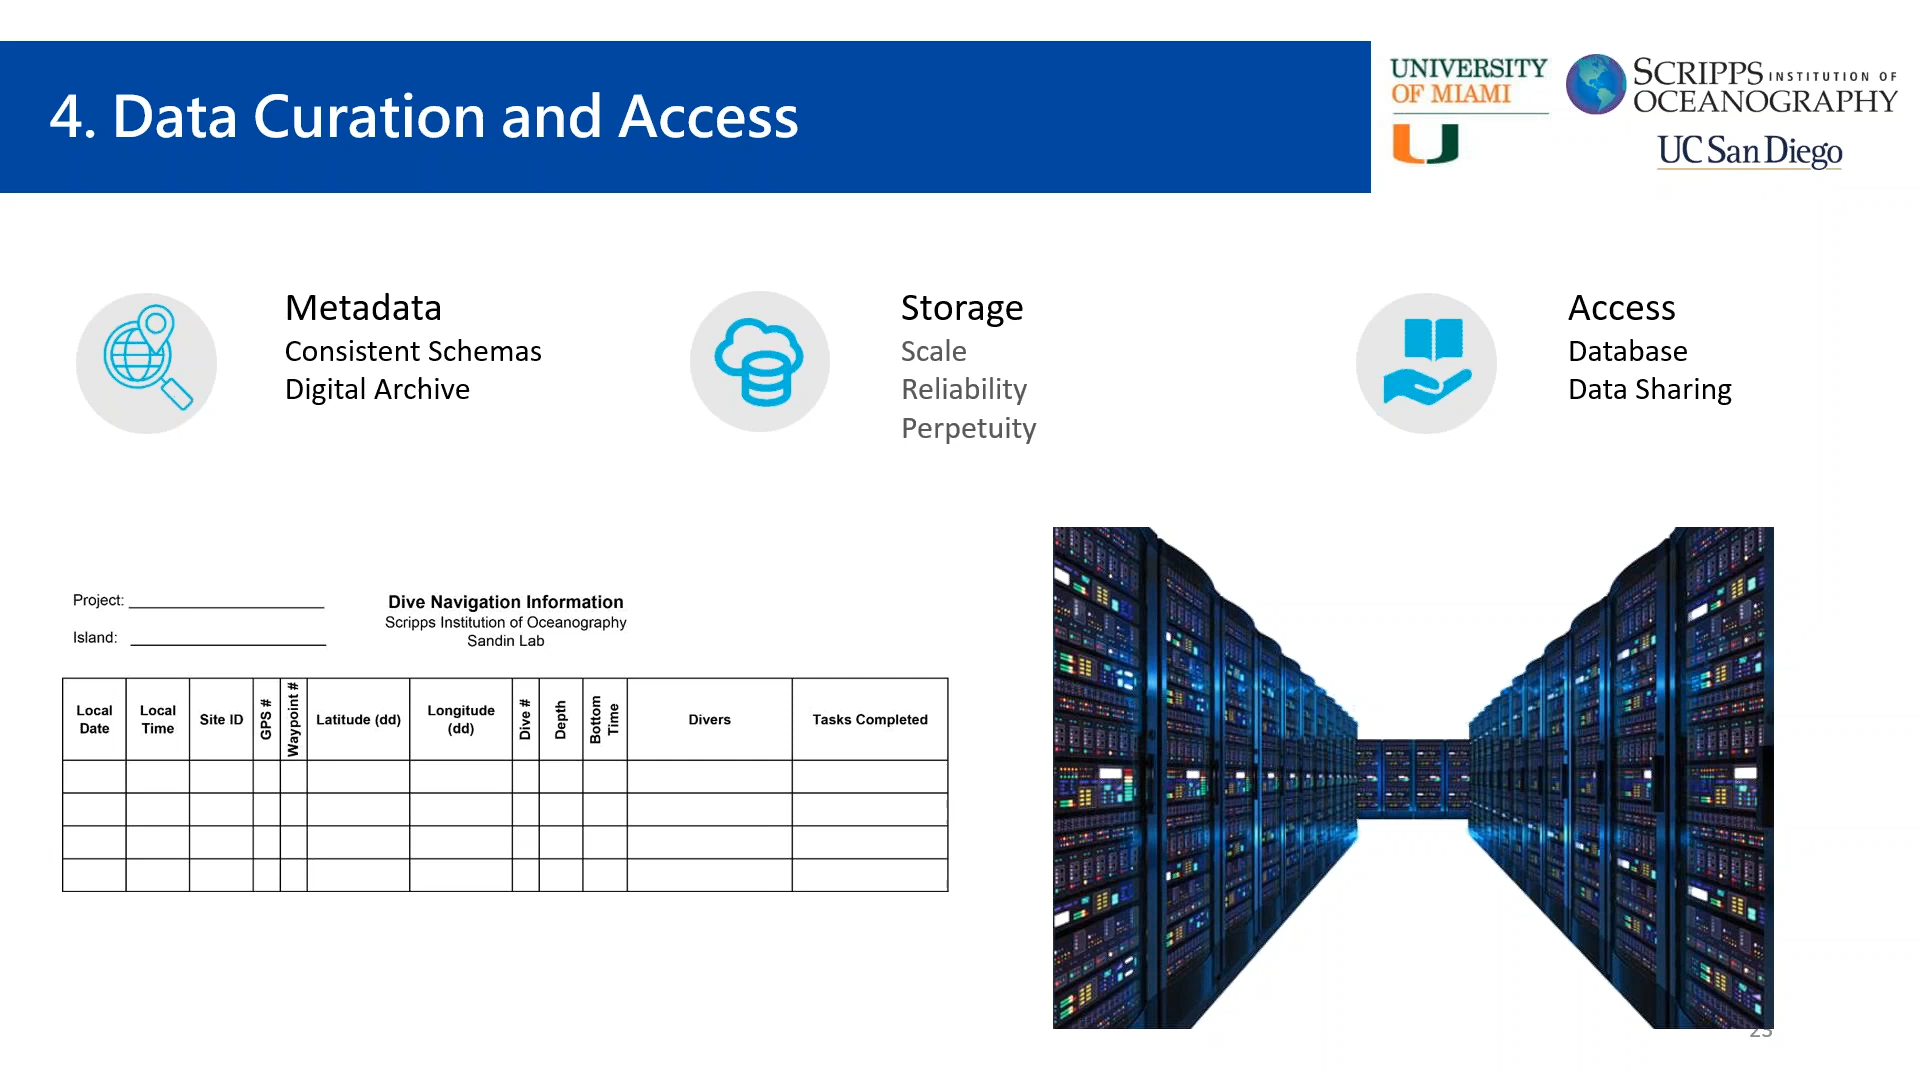 4. Data Curation and Access
UNIVERSITY
OF MIAMI
SCRIPPS INSTITUTION OF
OCEANOGRAPHY
UC San Diego
Metadata
Consistent Schemas
Digital Archive
Storage
Scale
Reliability
Perpetuity
Access
Database
Data Sharing
Project:
Island:
Dive Navigation Information
Scripps Institution of Oceanography
Sandin Lab
Local Date
Local Time
Site ID
GPS #
Waypoint #
Latitude (dd)
Longitude (dd)
Dive #
Depth
Bottom Time
Divers
Tasks Completed